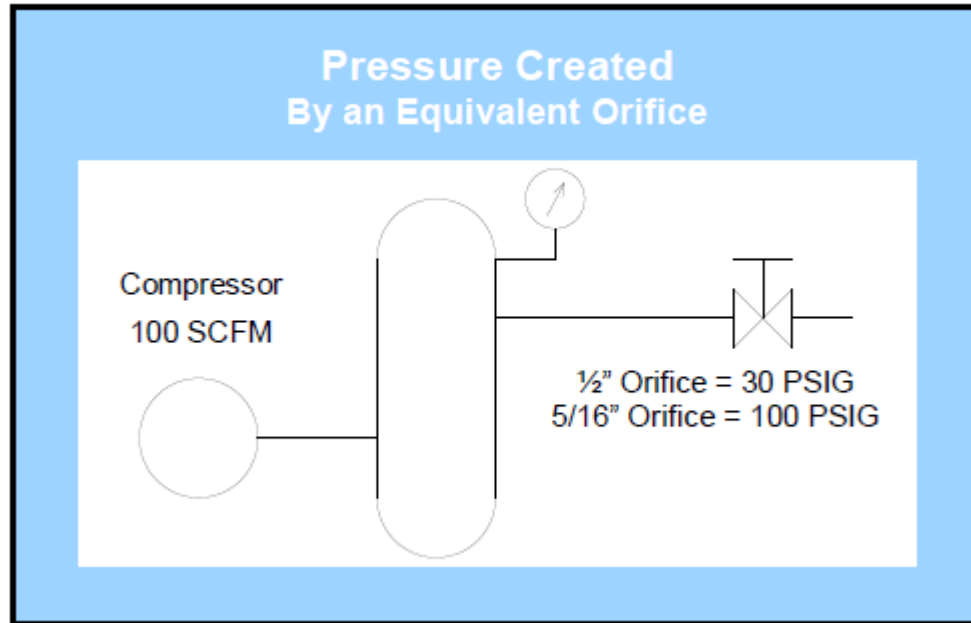 Pressure Created
By an Equivalent Orifice
Compressor
100 SCFM
½” Orifice = 30 PSIG
5/16” Orifice = 100 PSIG